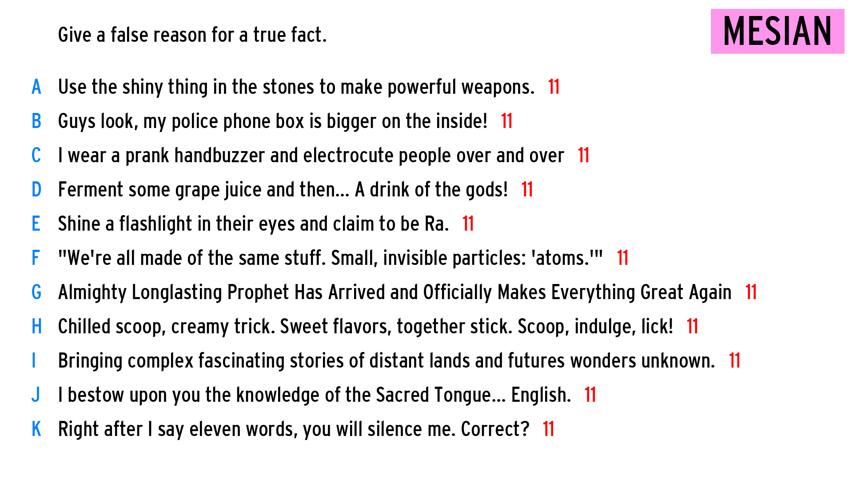 Give a false reason for a true fact.
MESIAN
A Use the shiny thing in the stones to make powerful weapons. 11
B Guys look, my police phone box is bigger on the inside! 11
C I wear a prank handbuzzer and electrocute people over and over 11
D Ferment some grape juice and then... A drink of the gods! 11
E Shine a flashlight in their eyes and claim to be Ra. 11
F "We're all made of the same stuff. Small, invisible particles: 'atoms.'" 11
G Almighty Longlasting Prophet Has Arrived and Officially Makes Everything Great Again 11
H Chilled scoop, creamy trick. Sweet flavors, together stick. Scoop, indulge, lick! 11
I Bringing complex fascinating stories of distant lands and futures wonders unknown. 11
J I bestow upon you the knowledge of the Sacred Tongue... English. 11
K Right after I say eleven words, you will silence me. Correct? 11